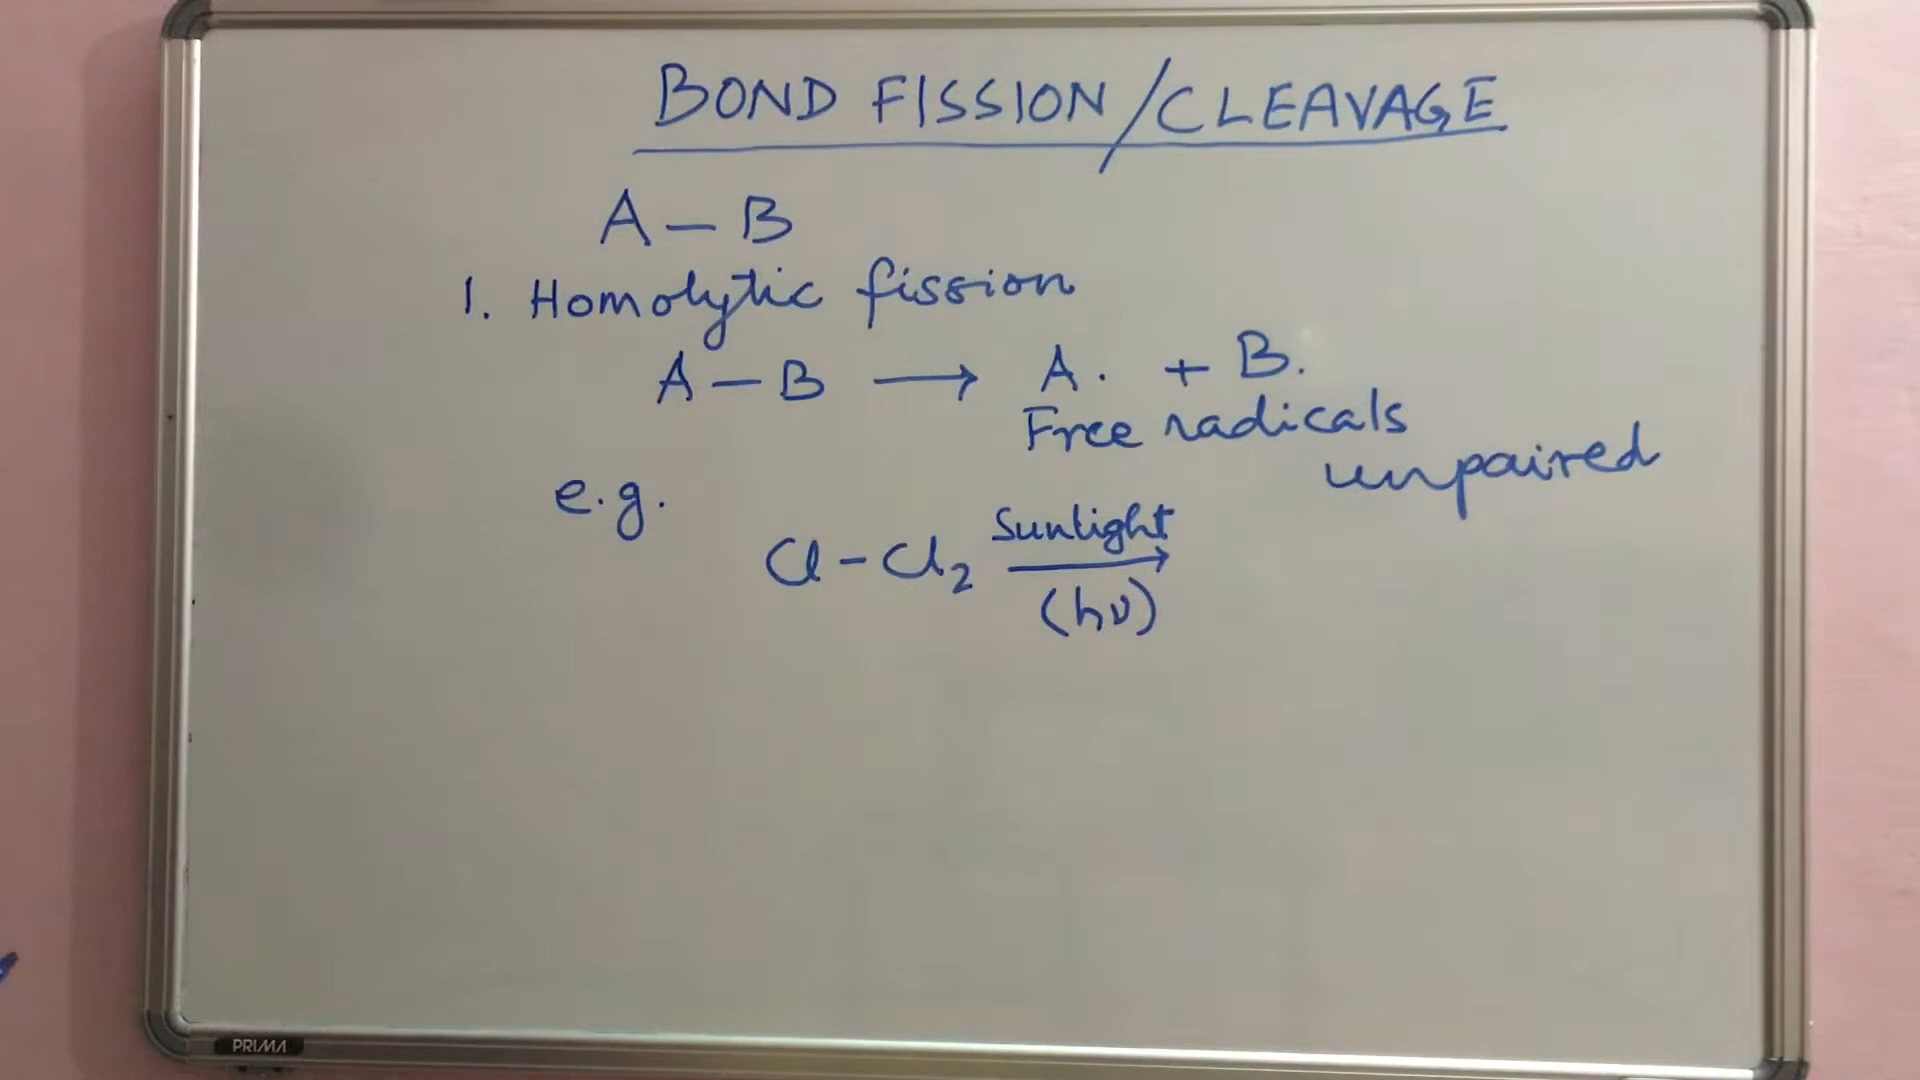 BOND FISSION/CLEAVAGE
A – B
1. Homolytic fission
A – B ⟶ A. + B.
Free radicals
unpaired
e.g.
Sunlight
Cl – Cl₂ ⟶
(hν)
PRIMA